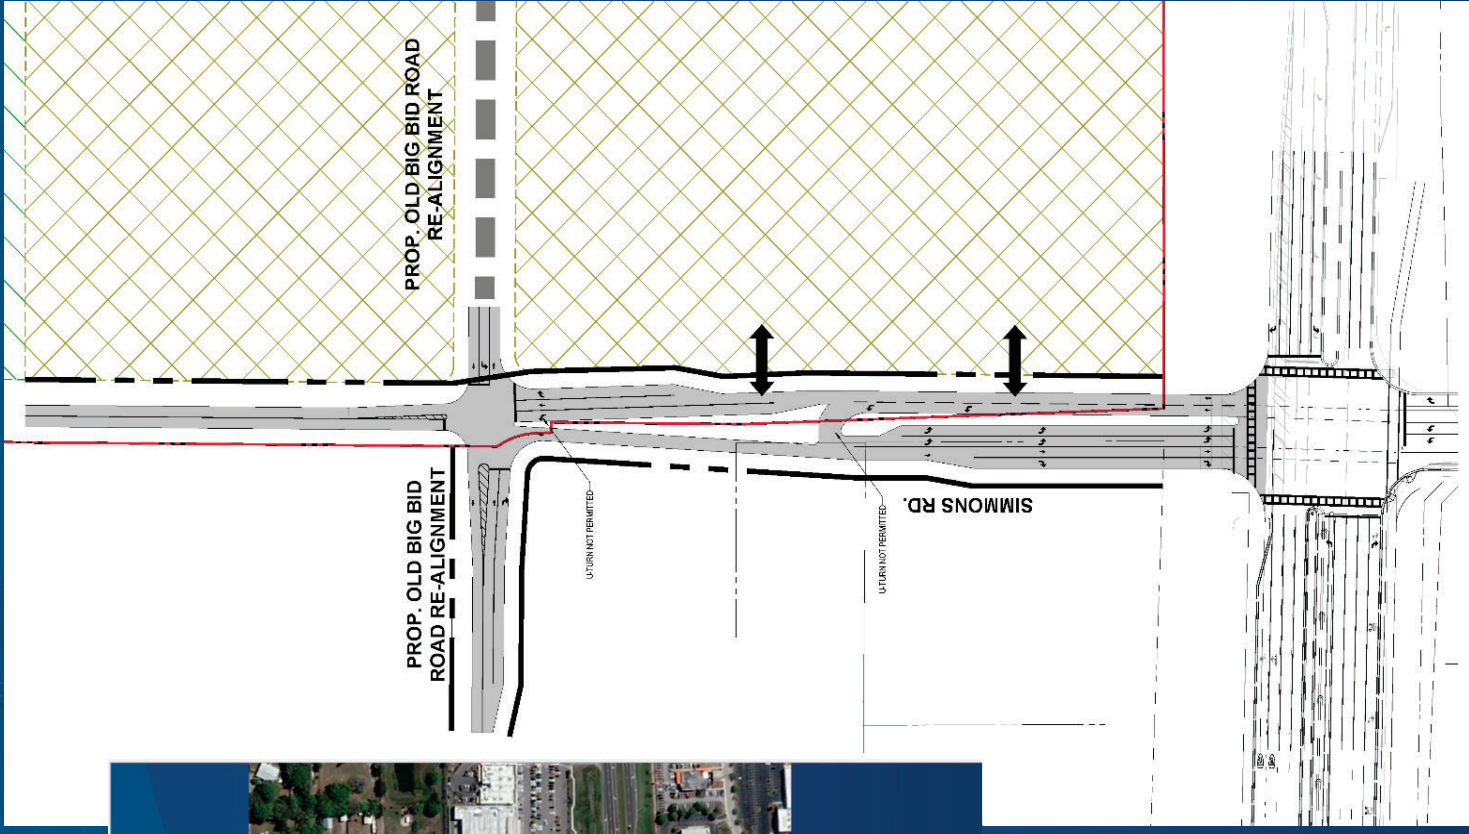 PROP. OLD BIG BID ROAD
RE-ALIGNMENT
PROP. OLD BIG BID
ROAD RE-ALIGNMENT
U-TURN NOT PERMITTED
U-TURN NOT PERMITTED
SIMMONS RD.